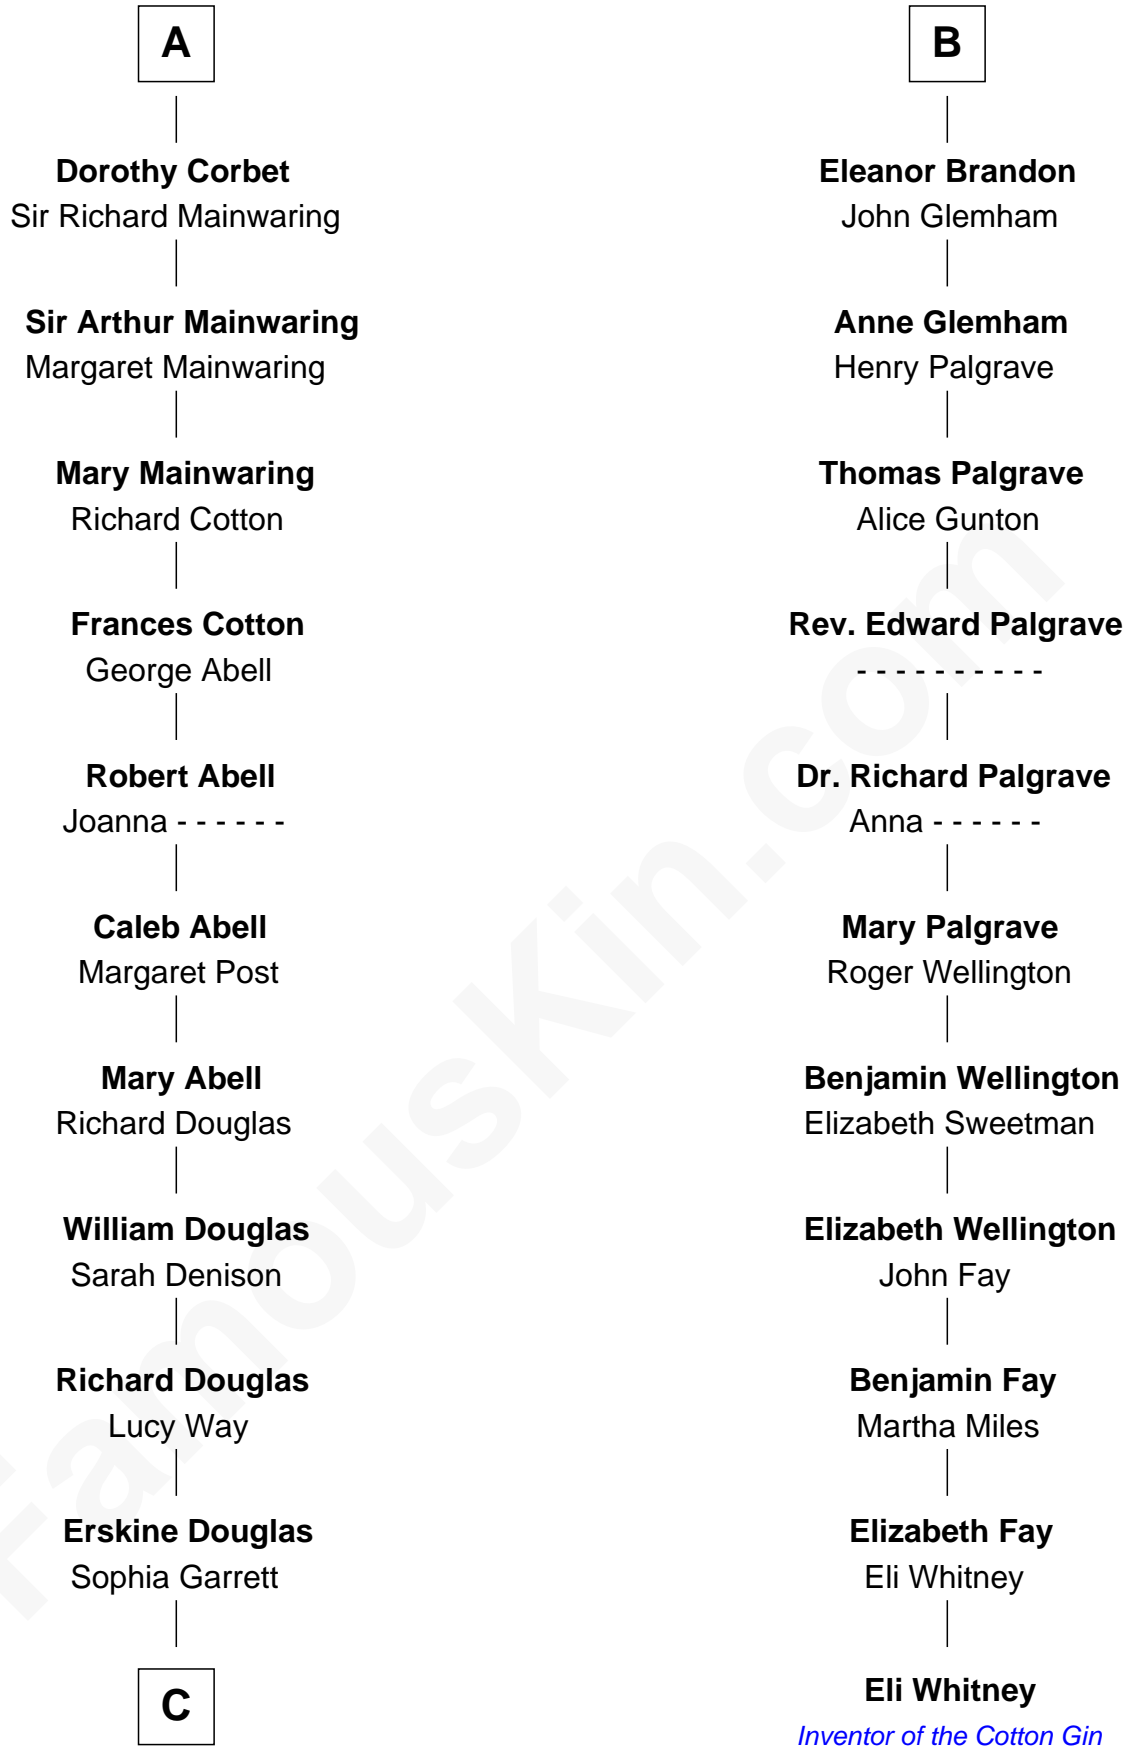 A
Dorothy Corbet
Sir Richard Mainwaring
Sir Arthur Mainwaring
Margaret Mainwaring
Mary Mainwaring
Richard Cotton
Frances Cotton
George Abell
Robert Abell
Joanna - - - - - -
Caleb Abell
Margaret Post
Mary Abell
Richard Douglas
William Douglas
Sarah Denison
Richard Douglas
Lucy Way
Erskine Douglas
Sophia Garrett
C
B
Eleanor Brandon
John Glemham
Anne Glemham
Henry Palgrave
Thomas Palgrave
Alice Gunton
Rev. Edward Palgrave
- - - - - - - - - -
Dr. Richard Palgrave
Anna - - - - - -
Mary Palgrave
Roger Wellington
Benjamin Wellington
Elizabeth Sweetman
Elizabeth Wellington
John Fay
Benjamin Fay
Martha Miles
Elizabeth Fay
Eli Whitney
Eli Whitney
Inventor of the Cotton Gin
FamousKin.com